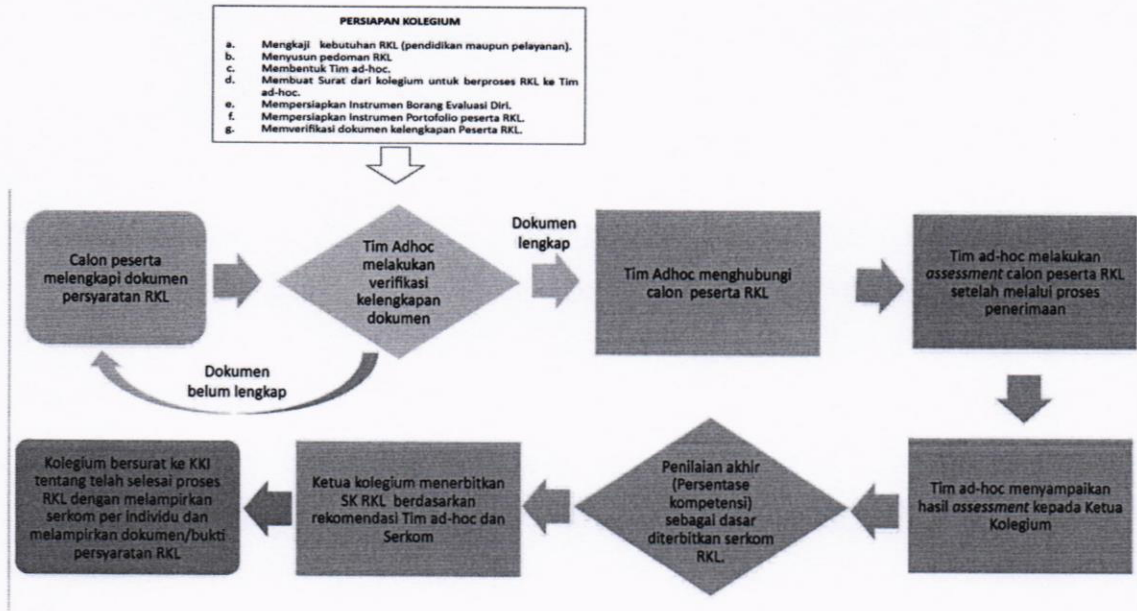 PERSIAPAN KOLEGIUM
a. Mengkaji kebutuhan RKL (pendidikan maupun pelayanan).
b. Menyusun pedoman RKL
c. Membentuk Tim ad-hoc.
d. Membuat Surat dari kolegium untuk berproses RKL ke Tim
ad-hoc.
e. Mempersiapkan Instrumen Borang Evaluasi Diri.
f. Mempersiapkan Instrumen Portofolio peserta RKL.
g. Memverifikasi dokumen kelengkapan Peserta RKL.
Calon peserta
melengkapi dokumen
persyaratan RKL
Tim Adhoc
melakukan
verifikasi
kelengkapan
dokumen
Dokumen
lengkap
Tim Adhoc menghubungi
calon peserta RKL
Tim ad-hoc melakukan
assessment calon peserta RKL
setelah melalui proses
penerimaan
Dokumen
belum lengkap
Tim ad-hoc menyampaikan
hasil assessment kepada Ketua
Kolegium
Penilaian akhir
(Persentase
kompetensi)
sebagai dasar
diterbitkan serkom
RKL.
Ketua kolegium menerbitkan
SK RKL berdasarkan
rekomendasi Tim ad-hoc dan
Serkom
Kolegium bersurat ke KKI
tentang telah selesai proses
RKL dengan melampirkan
serkom per individu dan
melampirkan dokumen/bukti
persyaratan RKL